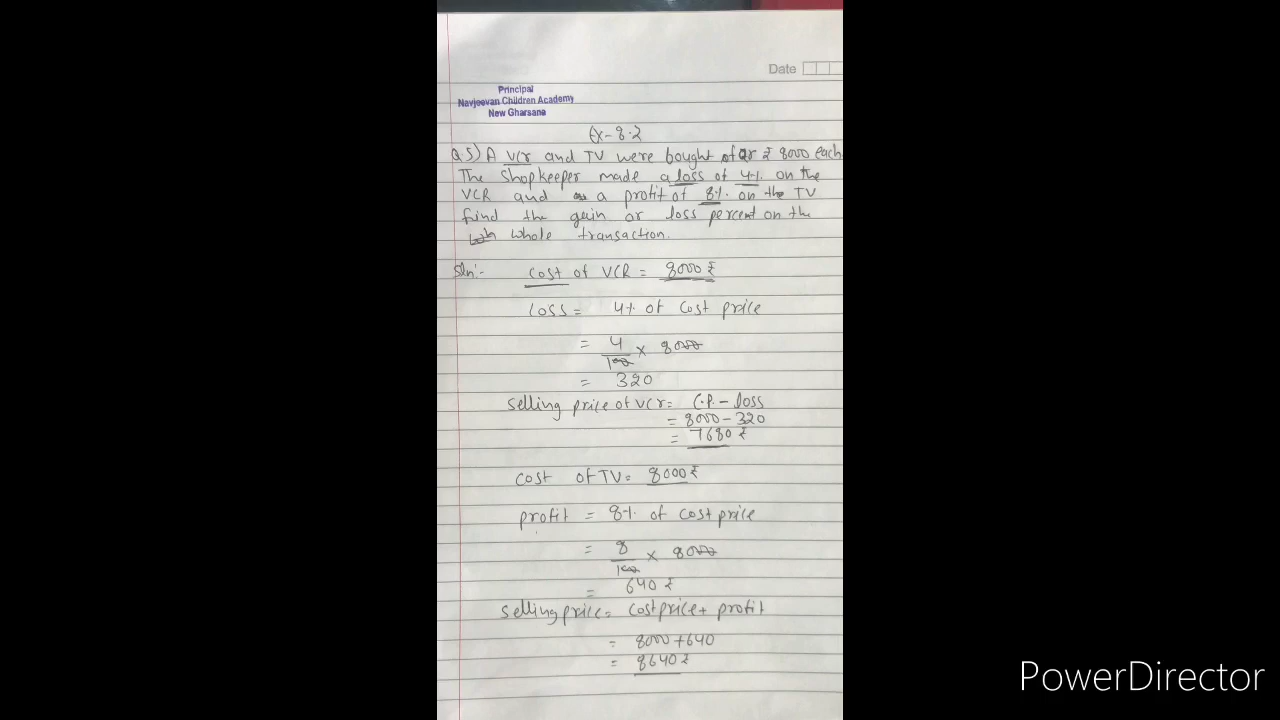 Date
Principal
Navjeevan Children Academy
New Gharsana
Ex-8.2
Q5) A VCr and TV were bought for ₹ 8000 each
The Shopkeeper made a loss of 4% on the
VCR and a profit of 8% on the TV
find the gain or loss percent on the
whole transaction.
Sln:- cost of VCR = 8000 ₹
Loss = 4% of cost price
= 4/100 × 8000
= 320
Selling price of VCr = C.P. - loss
= 8000 - 320
= 7680 ₹
cost of TV = 8000 ₹
profit = 8% of cost price
= 8/100 × 8000
= 640 ₹
Selling price = cost price + profit
= 8000 + 640
= 8640 ₹
PowerDirector